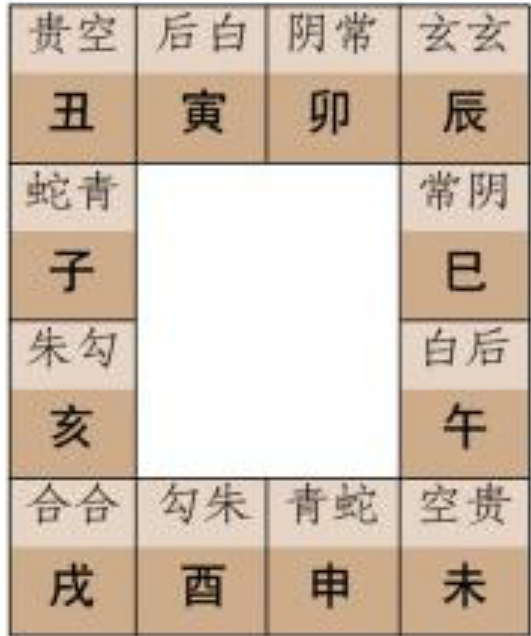 贵空 后白 阴常 玄玄
丑 寅 卯 辰
蛇青 常阴
子 巳
朱勾 白后
亥 午
合合 勾朱 青蛇 空贵
戌 酉 申 未